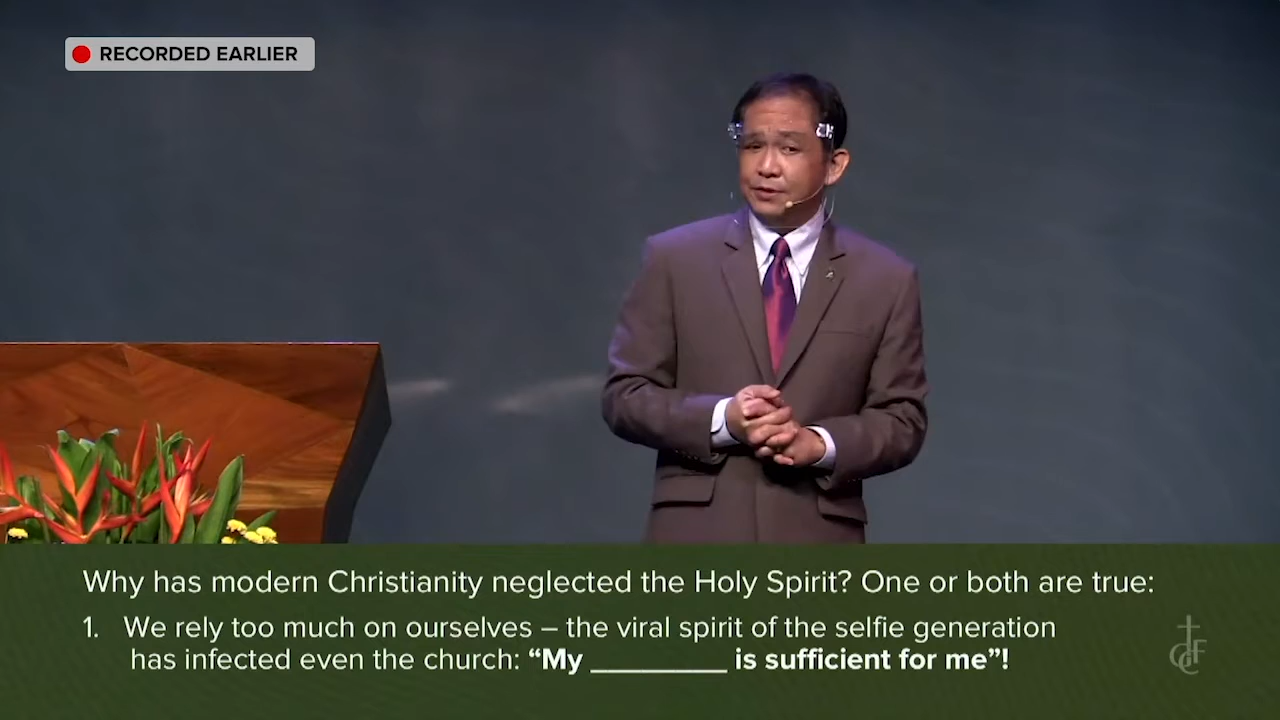 RECORDED EARLIER
Why has modern Christianity neglected the Holy Spirit? One or both are true:
1. We rely too much on ourselves – the viral spirit of the selfie generation
has infected even the church: “My _________ is sufficient for me”!